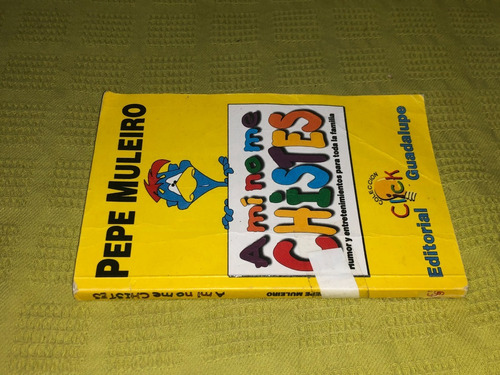 PEPE MULEIRO
A mí no me
CHiSTES
Humor y entretenimientos para toda la familia
COLECCIÓN
Click
Editorial Guadalupe
A mí no me CHiSTES
PEPE MULEIRO